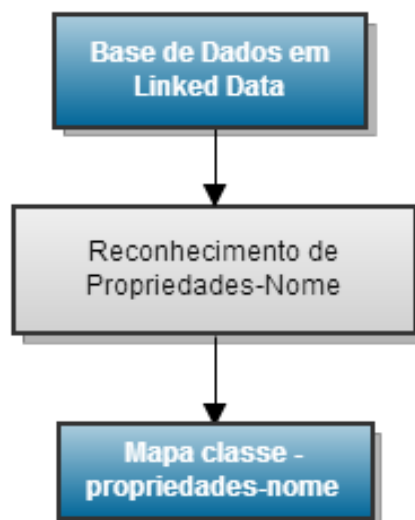 Base de Dados em
Linked Data
Reconhecimento de
Propriedades-Nome
Mapa classe -
propriedades-nome